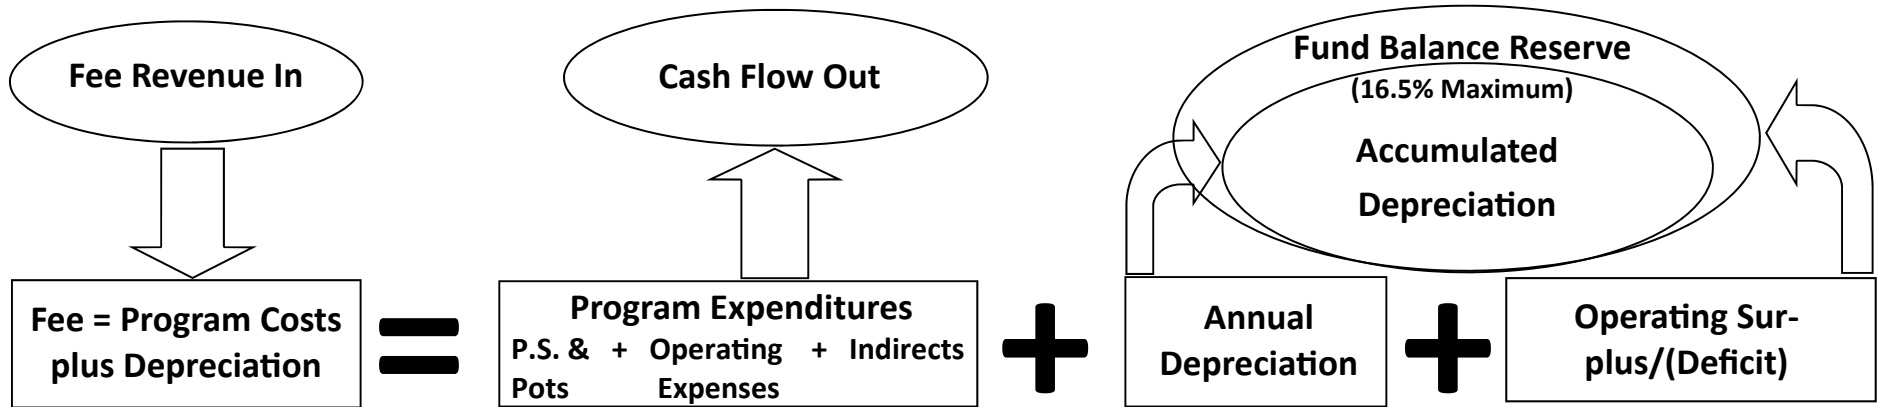 Fee Revenue In
Cash Flow Out
Fund Balance Reserve
(16.5% Maximum)
Accumulated
Depreciation
Fee = Program Costs
plus Depreciation
=
Program Expenditures
P.S. & + Operating + Indirects
Pots Expenses
+
Annual
Depreciation
+
Operating Sur-
plus/(Deficit)